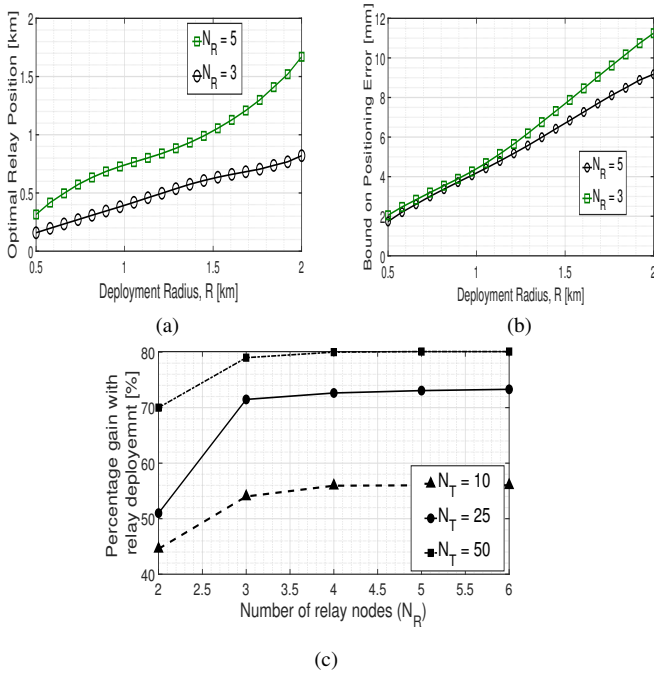 Optimal Relay Position [km]
2
1.5
1
0.5
0
N_R = 5
N_R = 3
0.5 1 1.5 2
Deployment Radius, R [km]
(a)
Bound on Positioning Error [mm]
12
10
8
6
4
2
0
N_R = 5
N_R = 3
0.5 1 1.5 2
Deployment Radius, R [km]
(b)
Percentage gain with
relay deployemnt [%]
80
70
60
50
40
N_T = 10
N_T = 25
N_T = 50
2 2.5 3 3.5 4 4.5 5 5.5 6
Number of relay nodes (N_R)
(c)